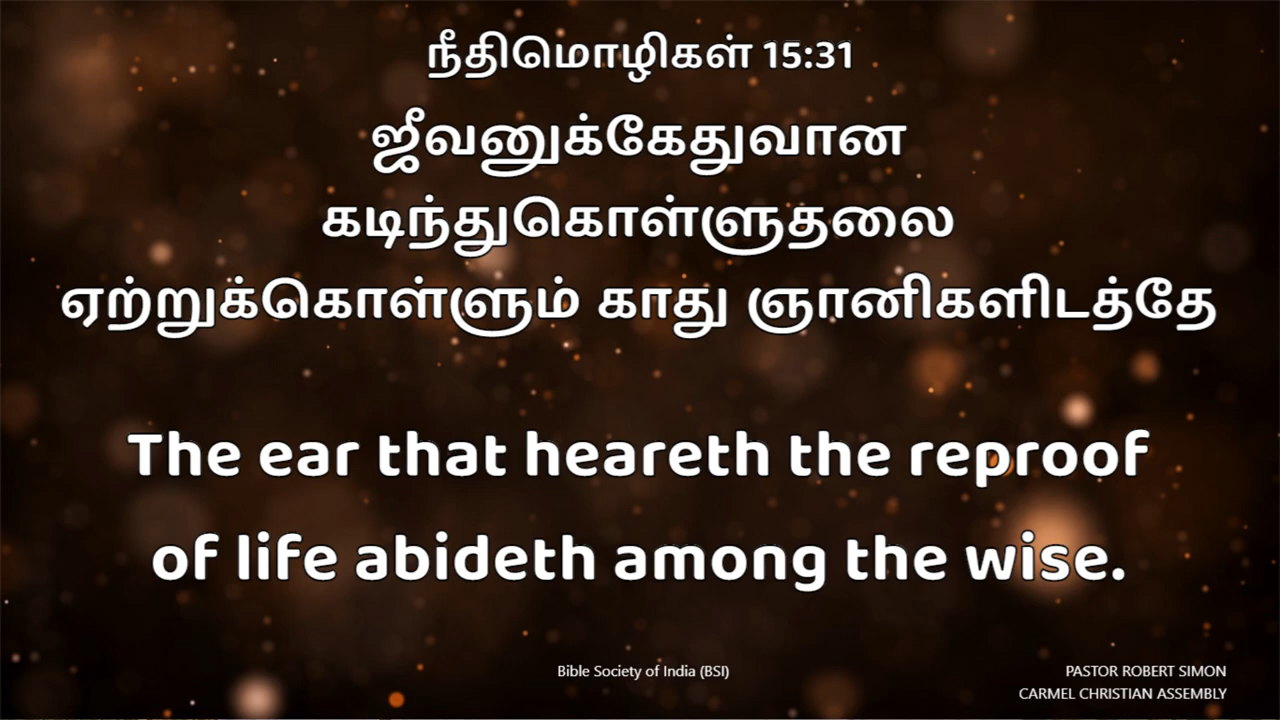 நீதிமொழிகள் 15:31
ஜீவனுக்கேதுவான
கடிந்துகொள்ளுதலை
ஏற்றுக்கொள்ளும் காது ஞானிகளிடத்தே
The ear that heareth the reproof
of life abideth among the wise.
Bible Society of India (BSI)
PASTOR ROBERT SIMON
CARMEL CHRISTIAN ASSEMBLY